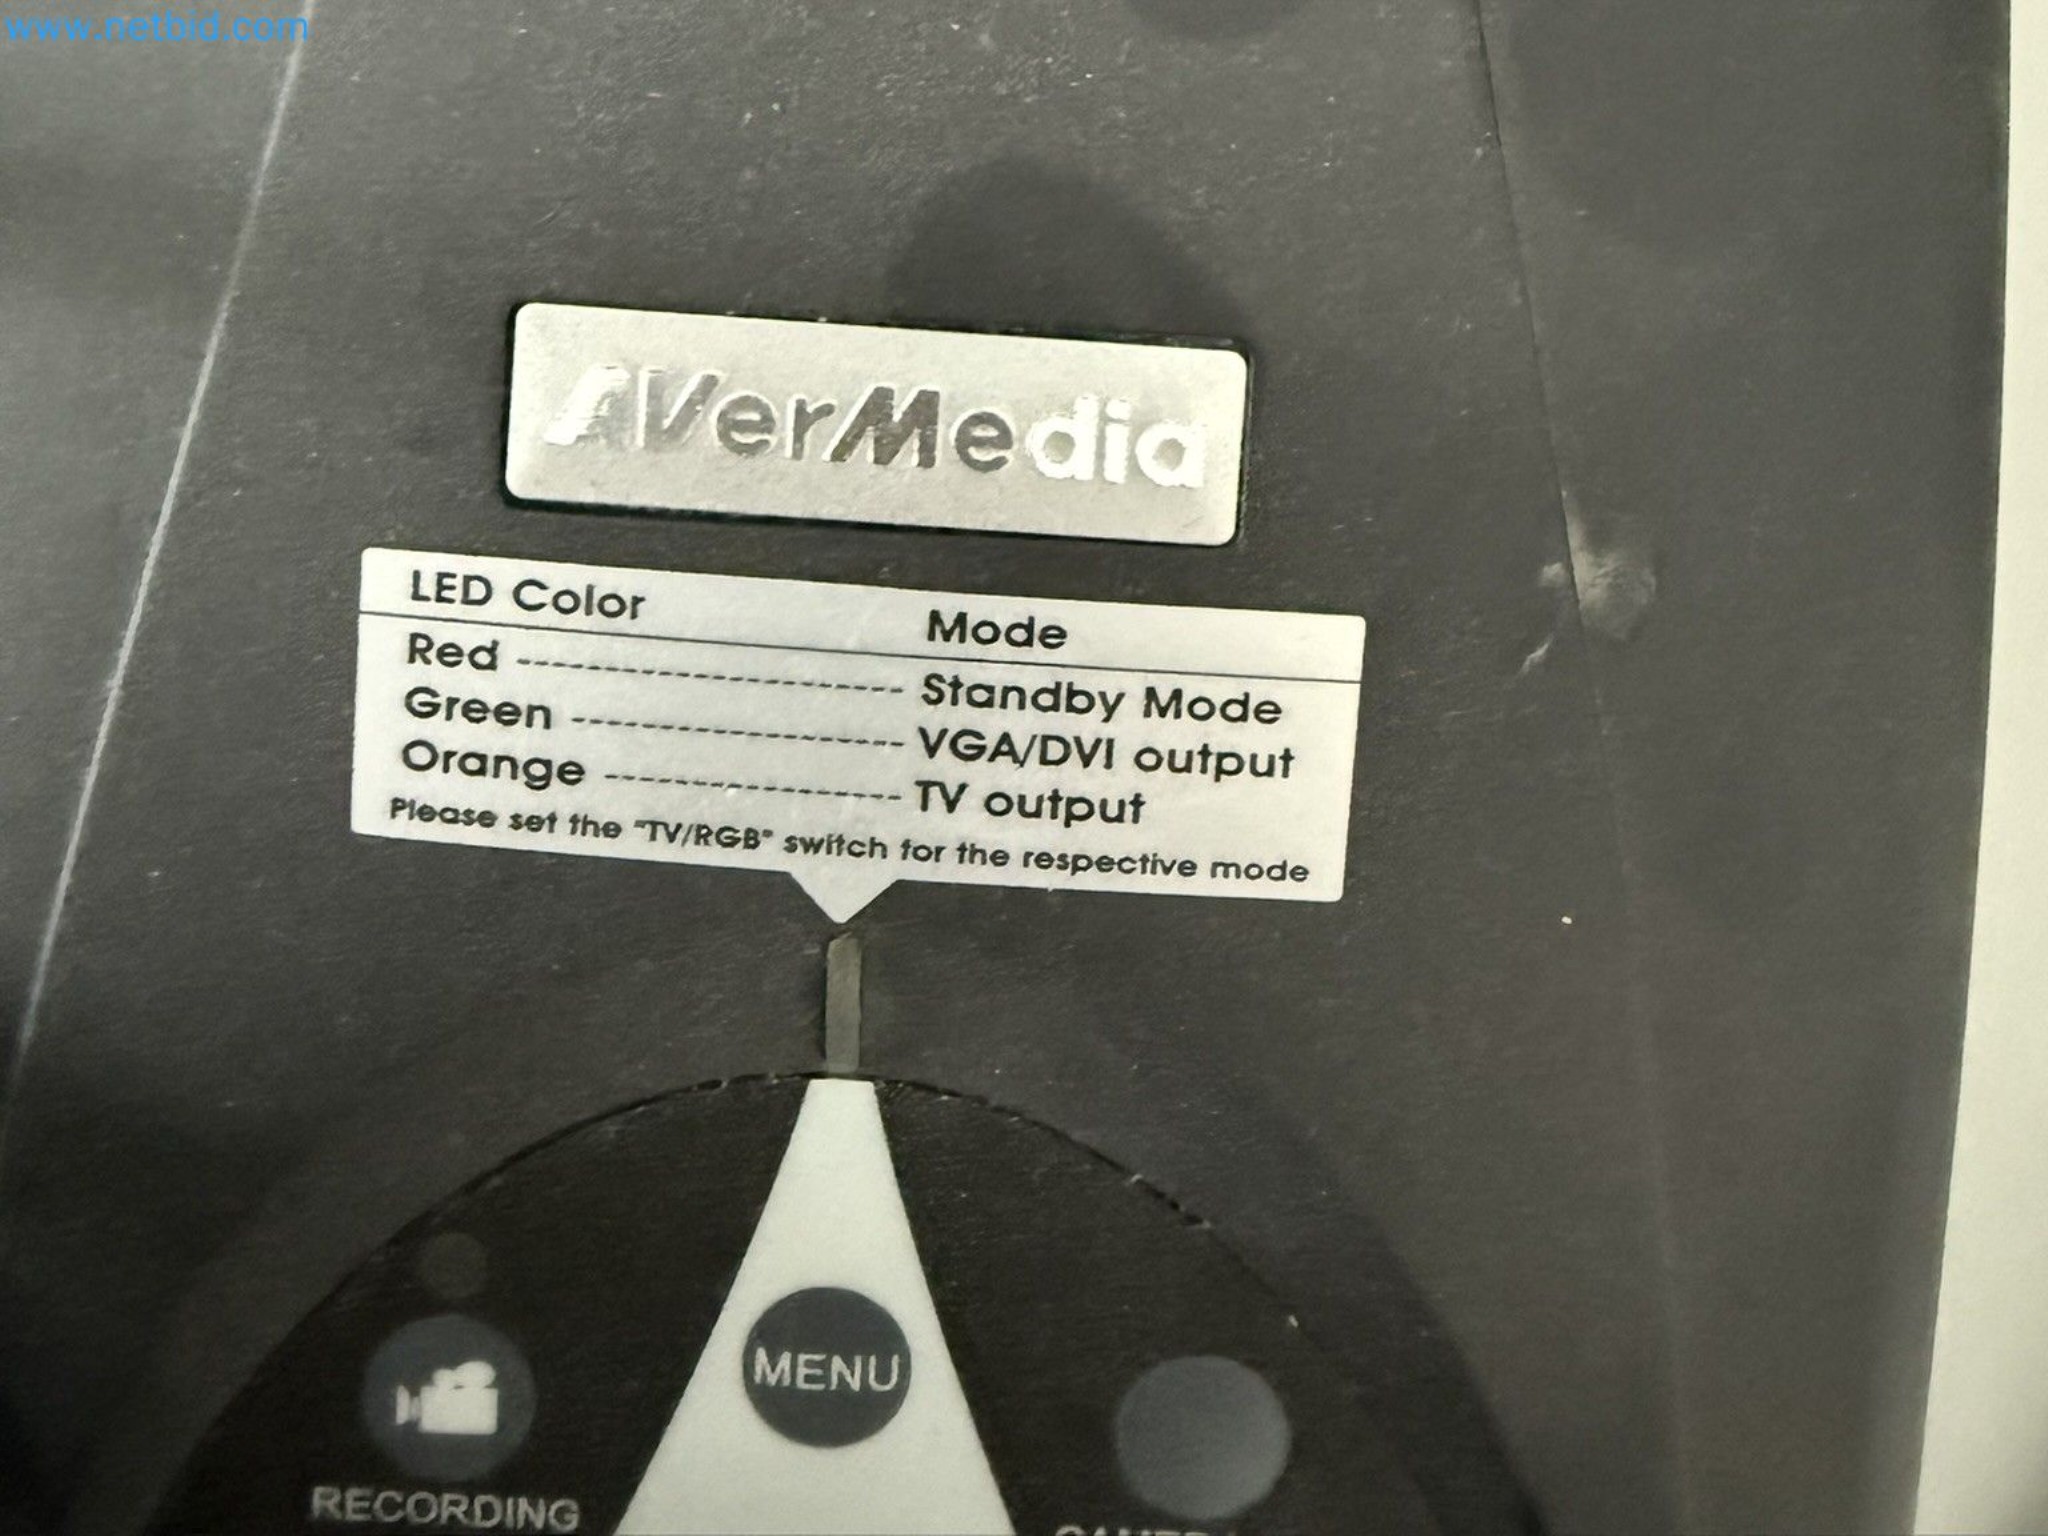 www.netbid.com
AVerMedia
LED Color Mode
Red ---------------------- Standby Mode
Green ------------------- VGA/DVI output
Orange ----------------- TV output
Please set the "TV/RGB" switch for the respective mode
MENU
RECORDING